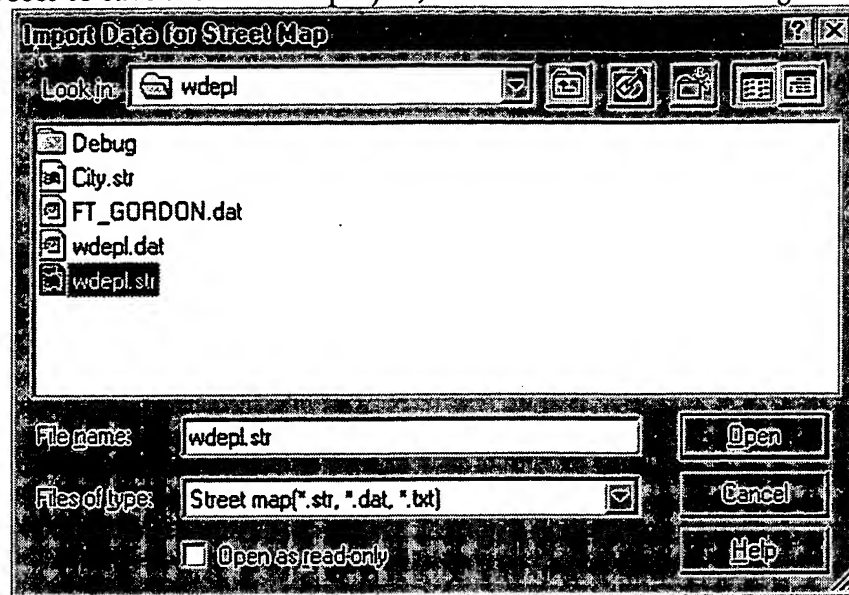 Import Data for Street Map
Look in: wdepl
Debug
City.str
FT_GORDON.dat
wdepl.dat
wdepl.str
File name: wdepl.str Open
Files of type: Street map(*.str, *.dat, *.txt) Cancel
Open as read-only Help